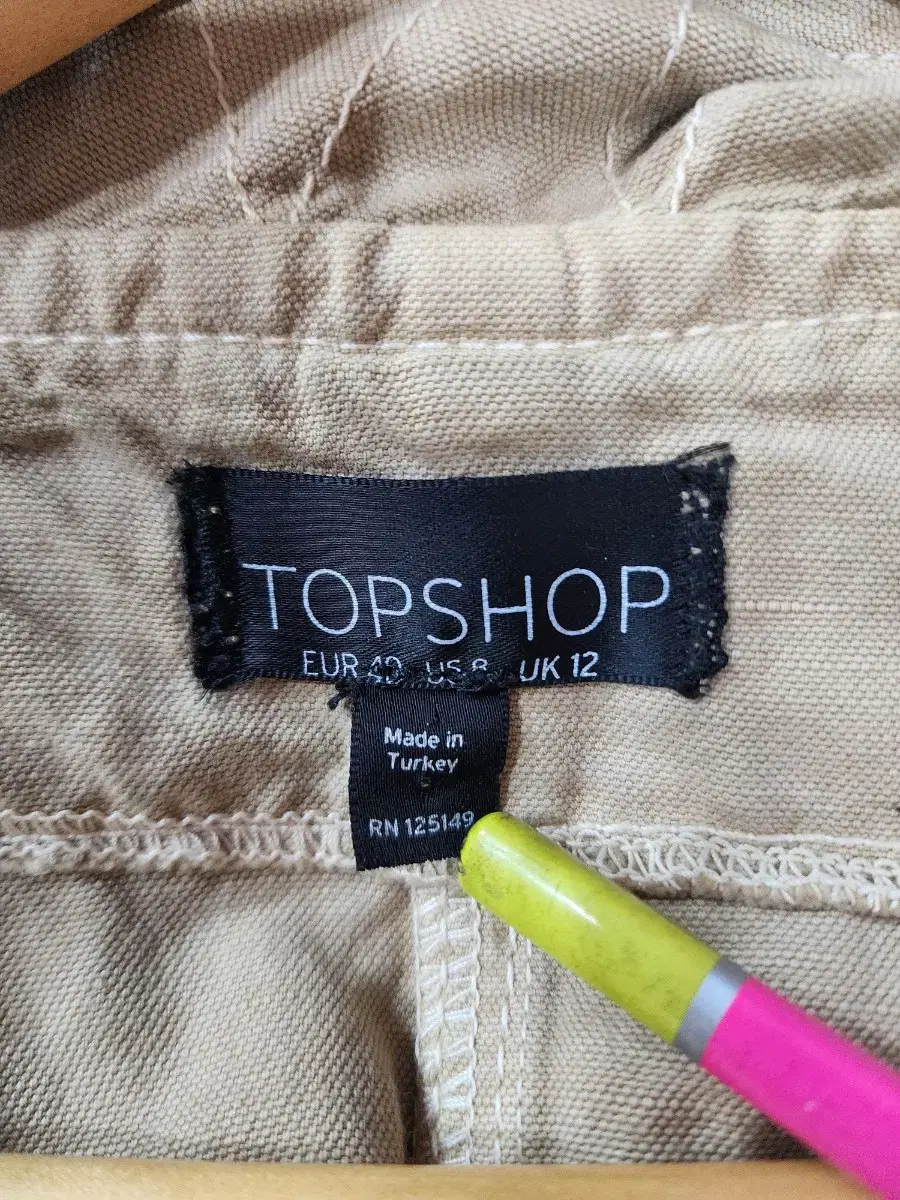 TOPSHOP
EUR 40 US 8 UK 12
Made in
Turkey
RN 125149